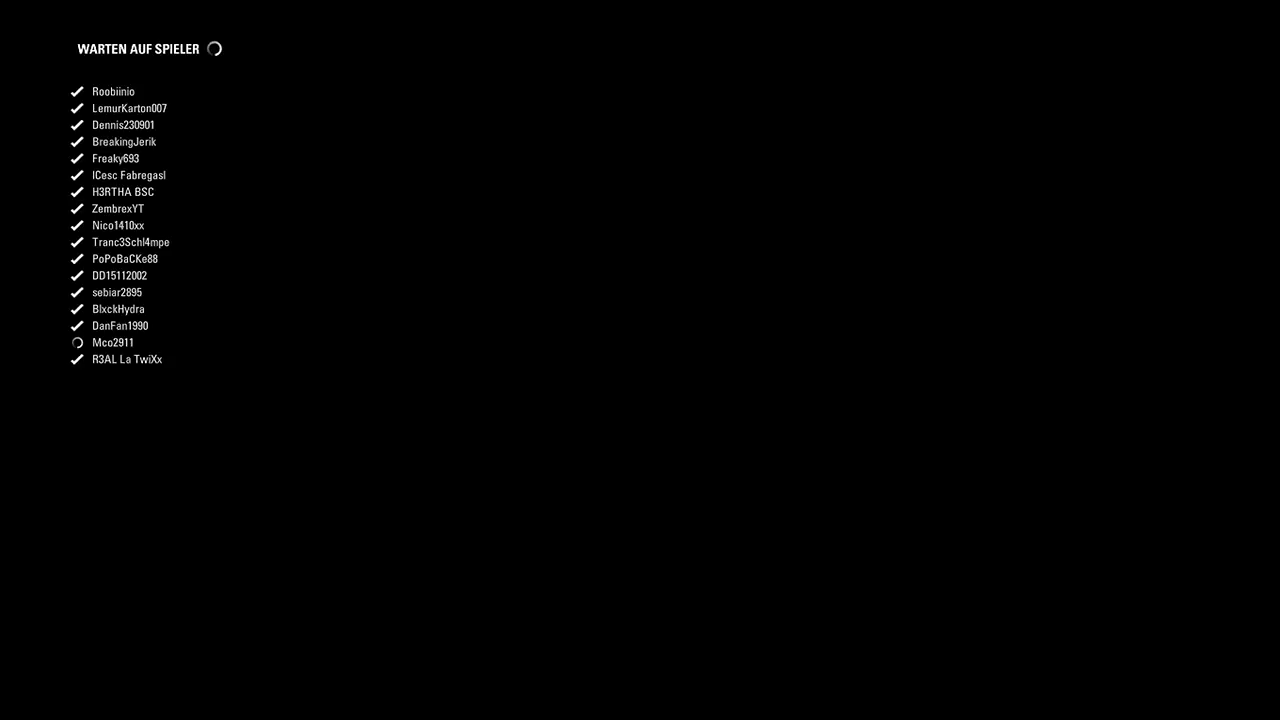 WARTEN AUF SPIELER
Roobiinio
LemurKarton007
Dennis230901
BreakingJerik
Freaky693
ICesc Fabregasl
H3RTHA BSC
ZembrexYT
Nico1410xx
Tranc3Schl4mpe
PoPoBaCKe88
DD15112002
sebiar2895
BlxckHydra
DanFan1990
Mco2911
R3AL La TwiXx